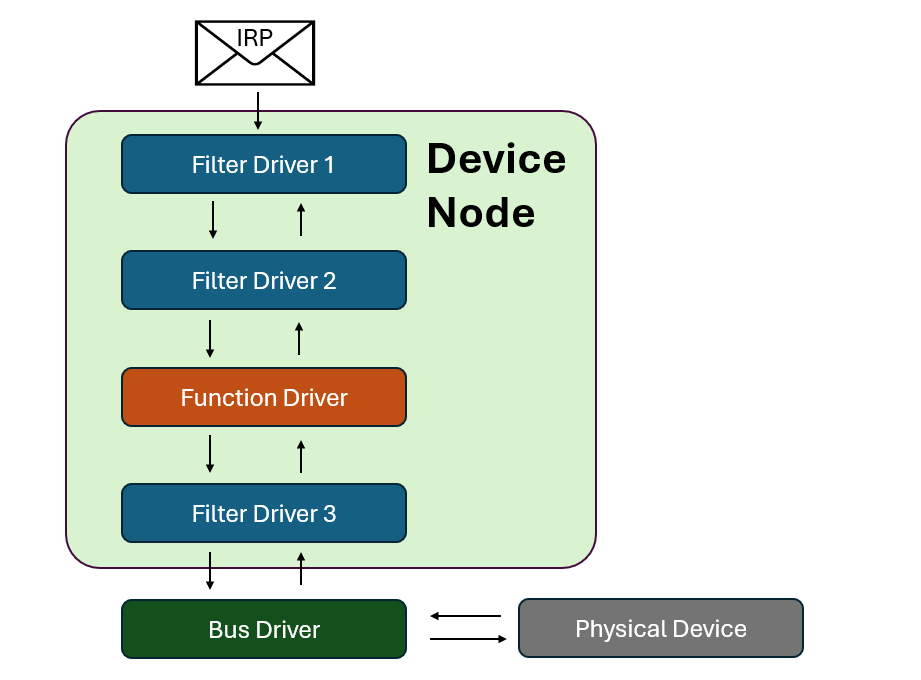 IRP
Filter Driver 1
Device
Node
Filter Driver 2
Function Driver
Filter Driver 3
Bus Driver
Physical Device